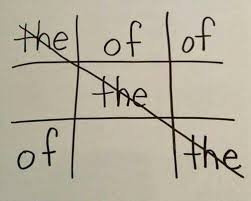 the of of
the
of the